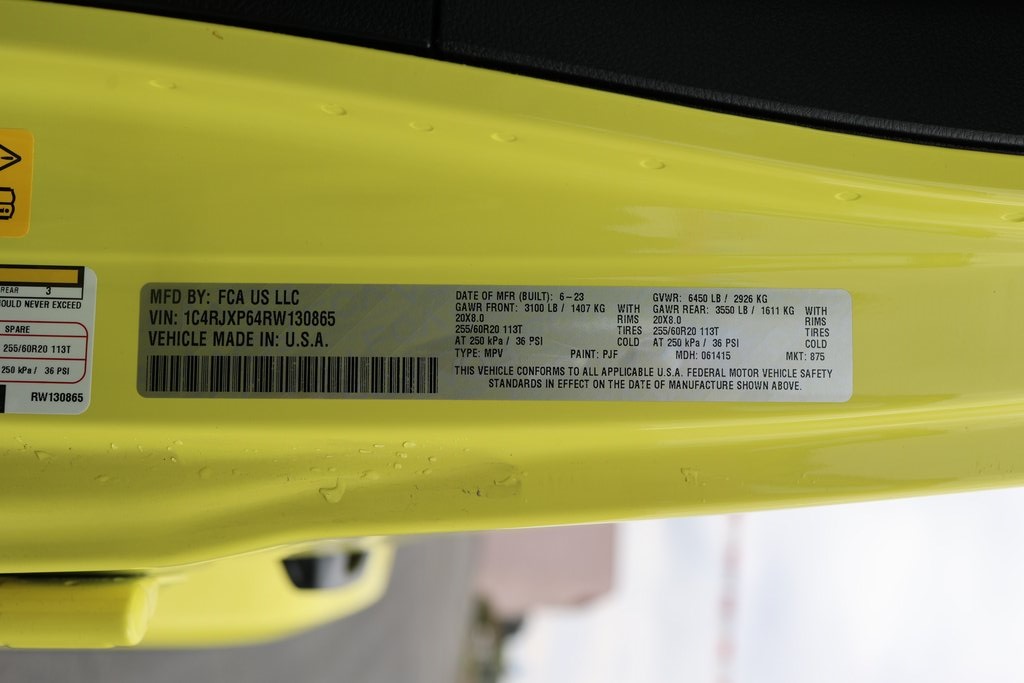 REAR 3
OULD NEVER EXCEED
SPARE
255/60R20 113T
250 kPa / 36 PSI
RW130865
MFD BY: FCA US LLC
VIN: 1C4RJXP64RW130865
VEHICLE MADE IN: U.S.A.
DATE OF MFR (BUILT): 6-23
GAWR FRONT: 3100 LB / 1407 KG WITH
20X8.0 RIMS
255/60R20 113T TIRES
AT 250 kPa / 36 PSI COLD
TYPE: MPV PAINT: PJF
GVWR: 6450 LB / 2926 KG
GAWR REAR: 3550 LB / 1611 KG WITH
20X8.0 RIMS
255/60R20 113T TIRES
AT 250 kPa / 36 PSI COLD
MDH: 061415 MKT: 875
THIS VEHICLE CONFORMS TO ALL APPLICABLE U.S.A. FEDERAL MOTOR VEHICLE SAFETY
STANDARDS IN EFFECT ON THE DATE OF MANUFACTURE SHOWN ABOVE.